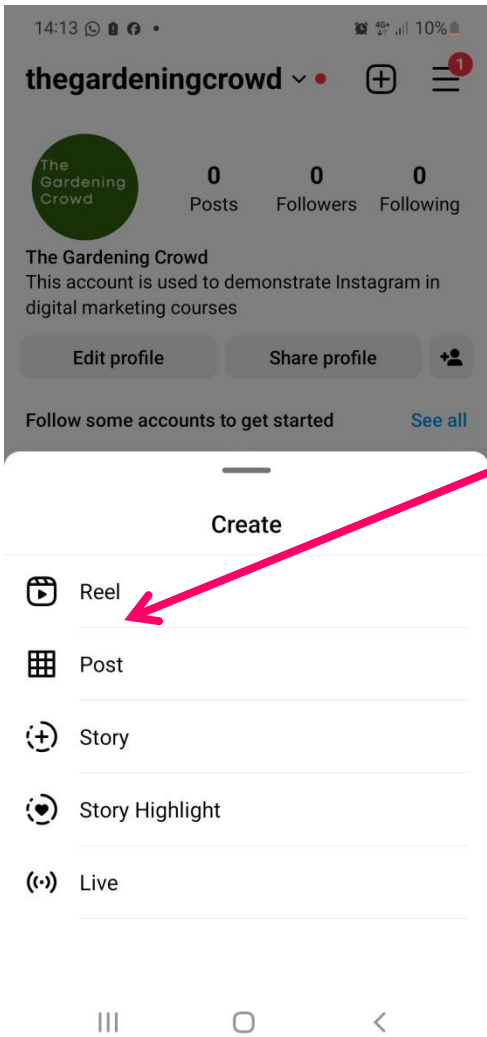 14:13 4G+ 10%
thegardeningcrowd 1
The
Gardening
Crowd
0 0 0
Posts Followers Following
The Gardening Crowd
This account is used to demonstrate Instagram in
digital marketing courses
Edit profile Share profile
Follow some accounts to get started See all
Create
Reel
Post
Story
Story Highlight
Live